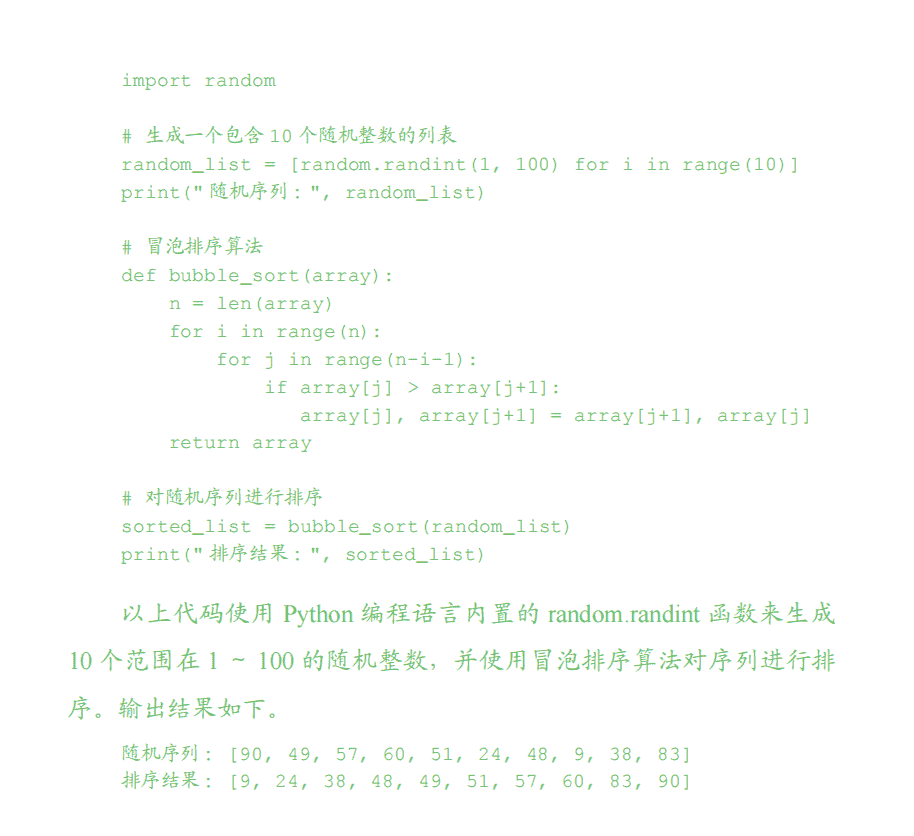 import random
# 生成一个包含 10 个随机整数的列表
random_list = [random.randint(1, 100) for i in range(10)]
print(" 随机序列：", random_list)
# 冒泡排序算法
def bubble_sort(array):
    n = len(array)
    for i in range(n):
        for j in range(n-i-1):
            if array[j] > array[j+1]:
               array[j], array[j+1] = array[j+1], array[j]
    return array
# 对随机序列进行排序
sorted_list = bubble_sort(random_list)
print(" 排序结果：", sorted_list)
以上代码使用 Python 编程语言内置的 random.randint 函数来生成
10 个范围在 1 ~ 100 的随机整数，并使用冒泡排序算法对序列进行排
序。输出结果如下。
随机序列：[90, 49, 57, 60, 51, 24, 48, 9, 38, 83]
排序结果：[9, 24, 38, 48, 49, 51, 57, 60, 83, 90]